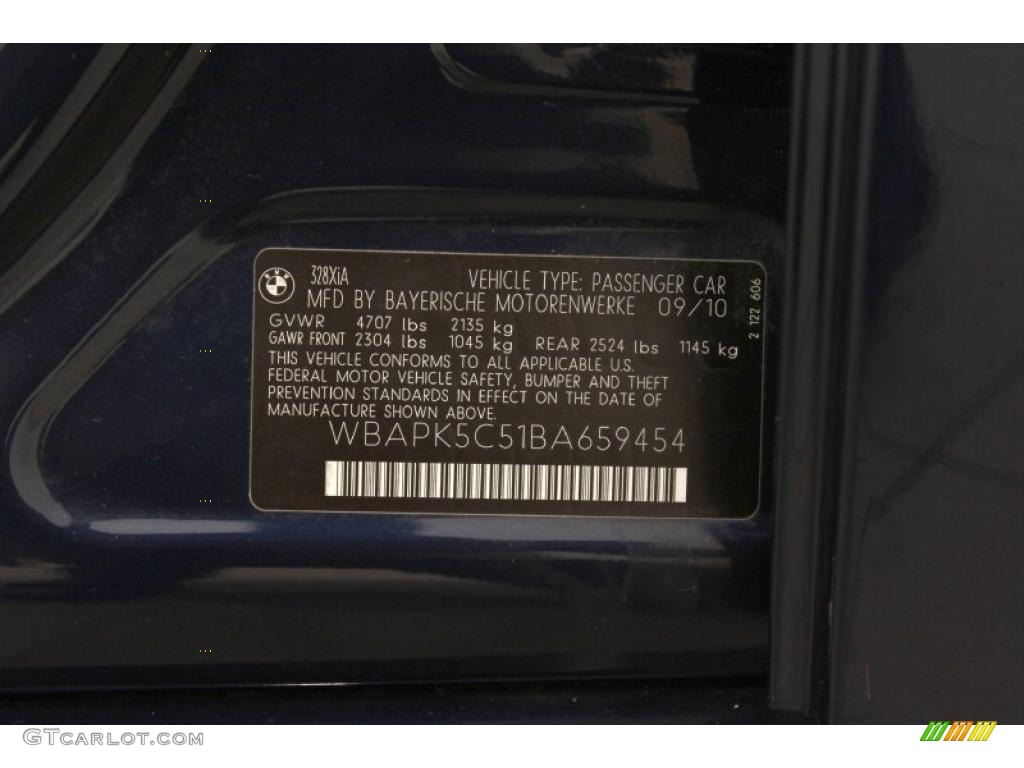 BMW
328XiA VEHICLE TYPE: PASSENGER CAR
MFD BY BAYERISCHE MOTORENWERKE 09/10
GVWR 4707 lbs 2135 kg
GAWR FRONT 2304 lbs 1045 kg REAR 2524 lbs 1145 kg
THIS VEHICLE CONFORMS TO ALL APPLICABLE U.S.
FEDERAL MOTOR VEHICLE SAFETY, BUMPER AND THEFT
PREVENTION STANDARDS IN EFFECT ON THE DATE OF
MANUFACTURE SHOWN ABOVE.
WBAPK5C51BA659454
2 122 606
GTCarlot.com